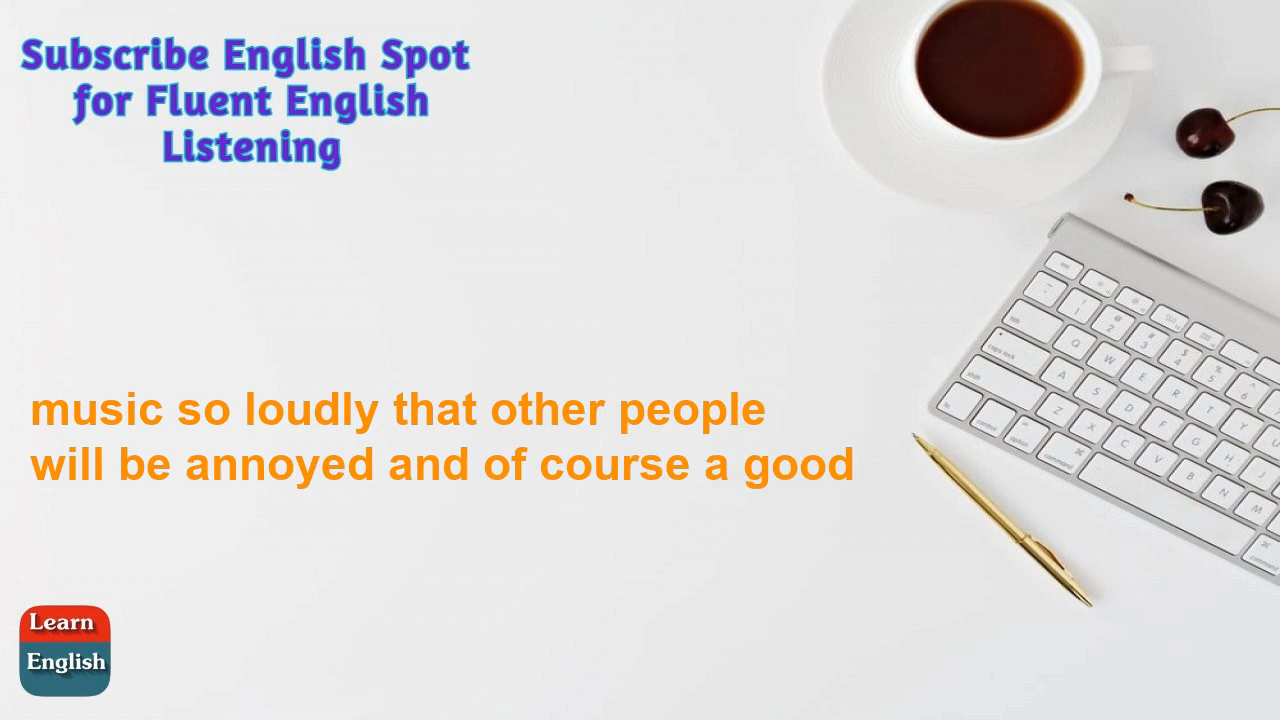 Subscribe English Spot
for Fluent English
Listening
music so loudly that other people
will be annoyed and of course a good
Learn
English